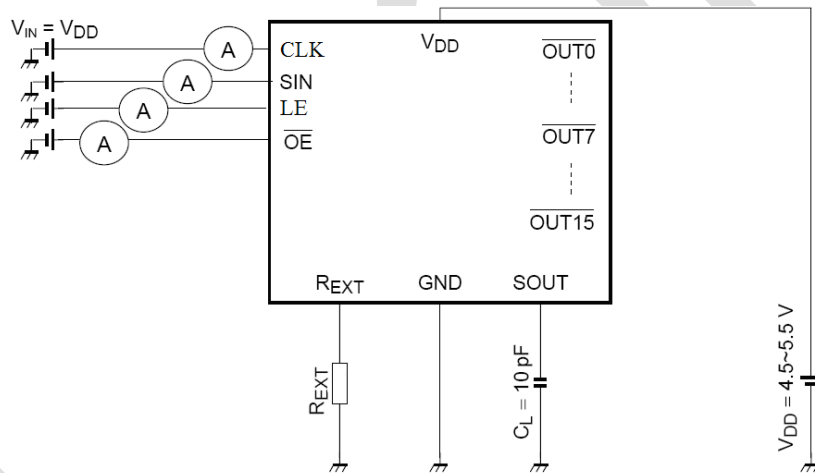 V_IN = V_DD
A
CLK
V_DD
OUT0
A
SIN
A
LE
A
OE
OUT7
OUT15
R_EXT
GND
SOUT
R_EXT
C_L = 10 pF
V_DD = 4.5~5.5 V